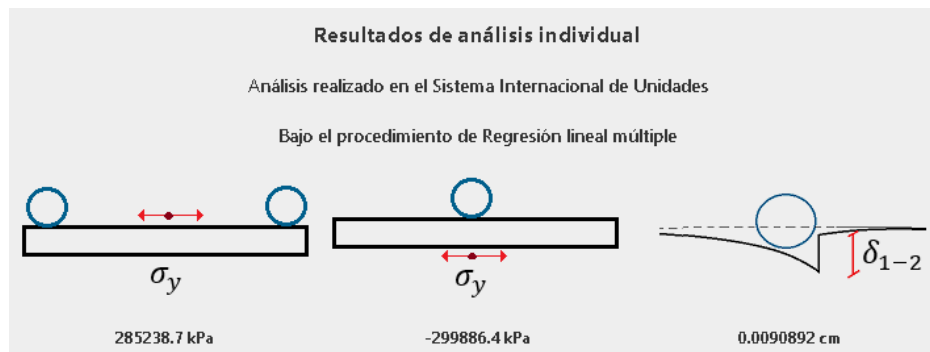 Resultados de análisis individual
Análisis realizado en el Sistema Internacional de Unidades
Bajo el procedimiento de Regresión lineal múltiple
σy
σy
δ1−2
285238.7 kPa
-299886.4 kPa
0.0090892 cm